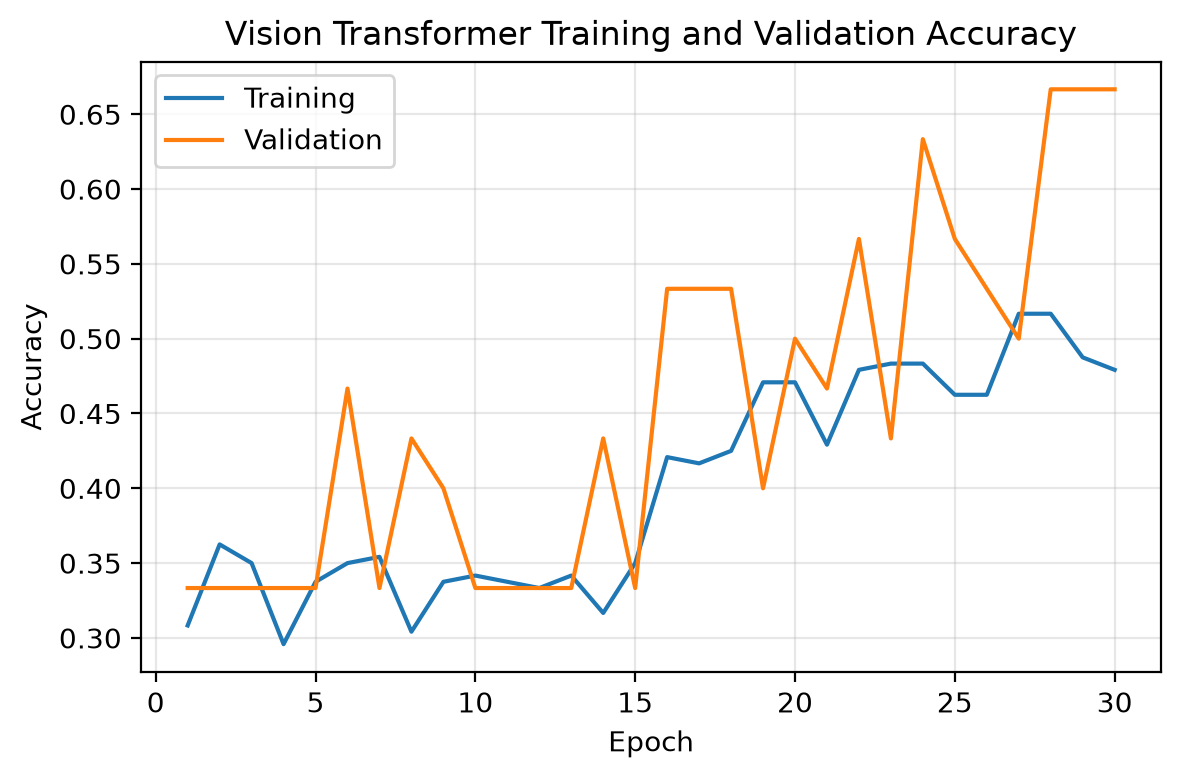 Vision Transformer Training and Validation Accuracy
Training
Validation
0.65
0.60
0.55
0.50
0.45
0.40
0.35
0.30
Accuracy
0 5 10 15 20 25 30
Epoch